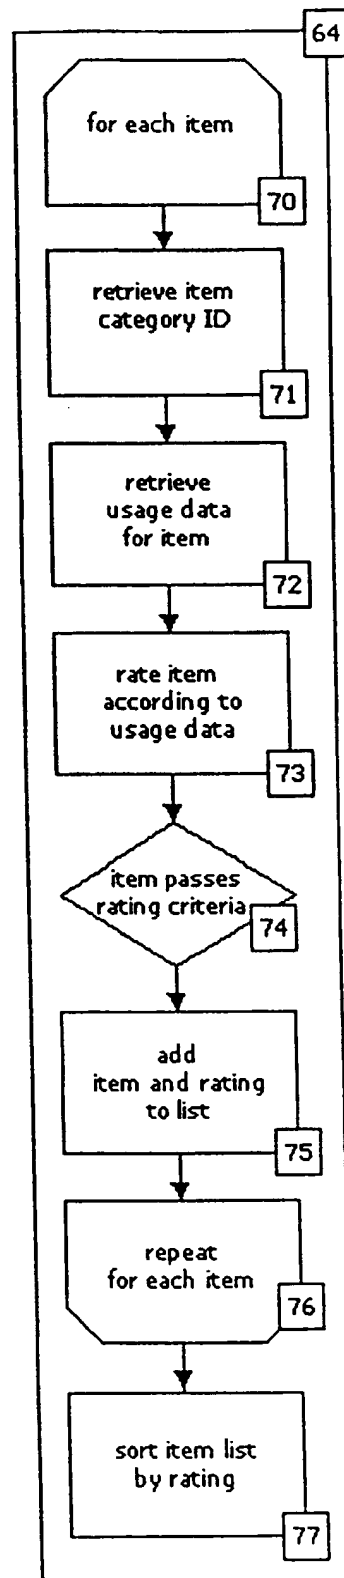 64
for each item
70
retrieve item
category ID
71
retrieve
usage data
for item
72
rate item
according to
usage data
73
item passes
rating criteria
74
add
item and rating
to list
75
repeat
for each item
76
sort item list
by rating
77